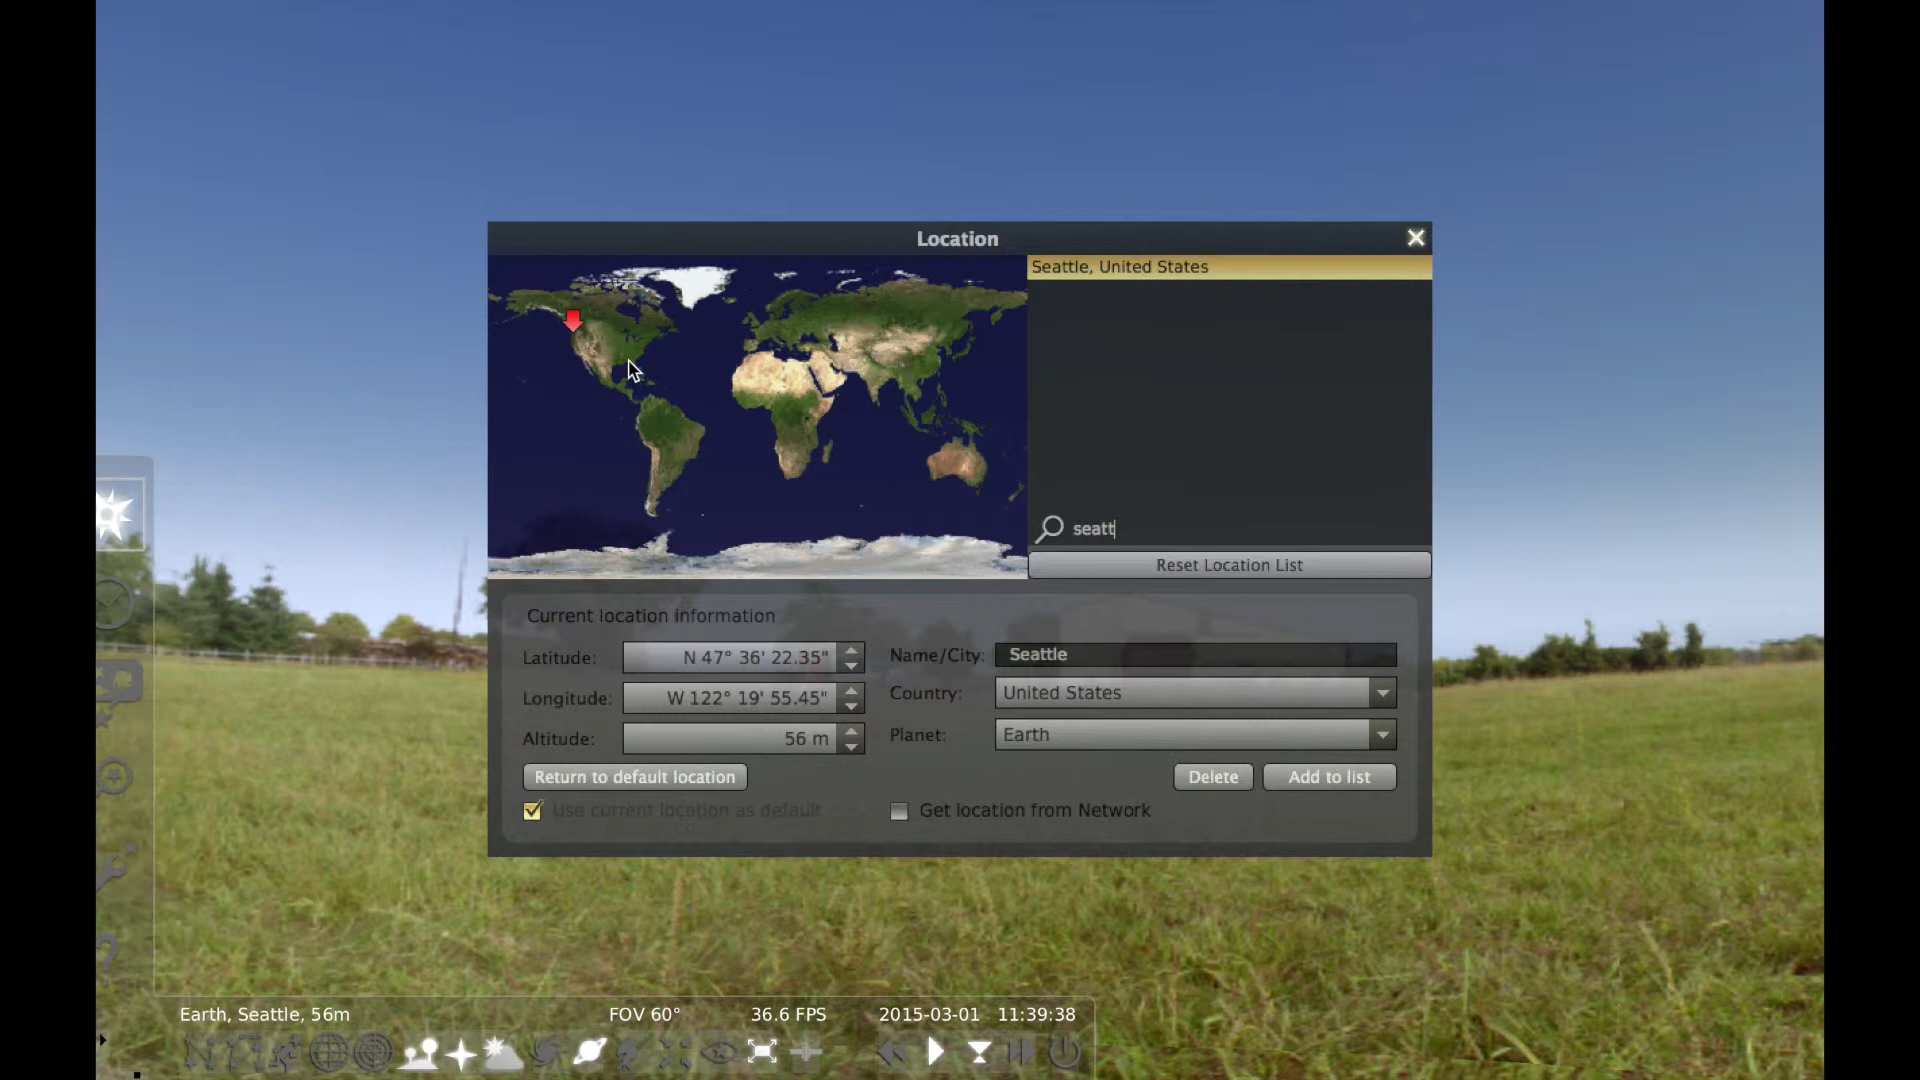 Location
Seattle, United States
seatt
Reset Location List
Current location information
Latitude: N 47° 36' 22.35" Name/City: Seattle
Longitude: W 122° 19' 55.45" Country: United States
Altitude: 56 m Planet: Earth
Return to default location Delete Add to list
Use current location as default Get location from Network
Earth, Seattle, 56m FOV 60° 36.6 FPS 2015-03-01 11:39:38